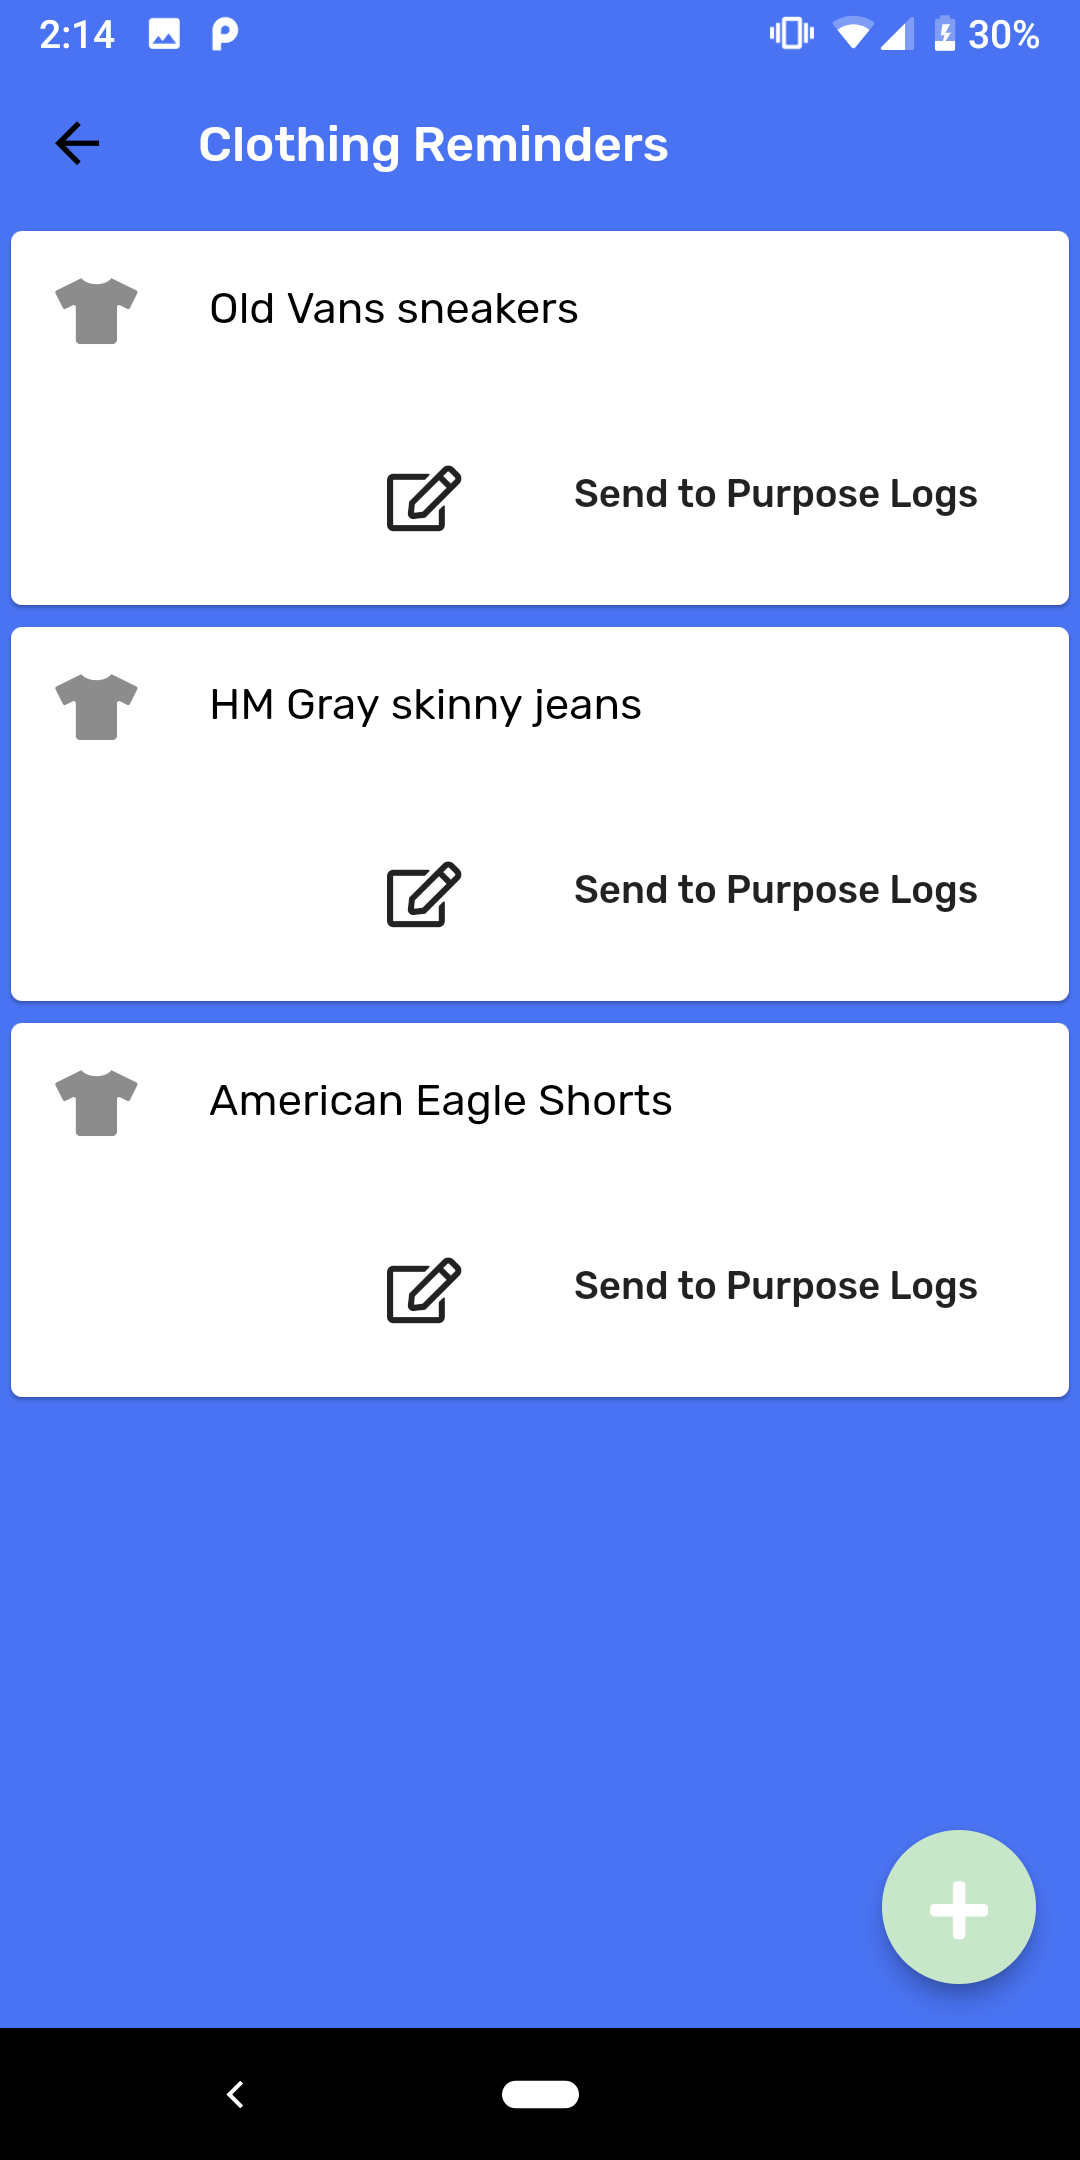 2:14 30%
Clothing Reminders
Old Vans sneakers
Send to Purpose Logs
HM Gray skinny jeans
Send to Purpose Logs
American Eagle Shorts
Send to Purpose Logs